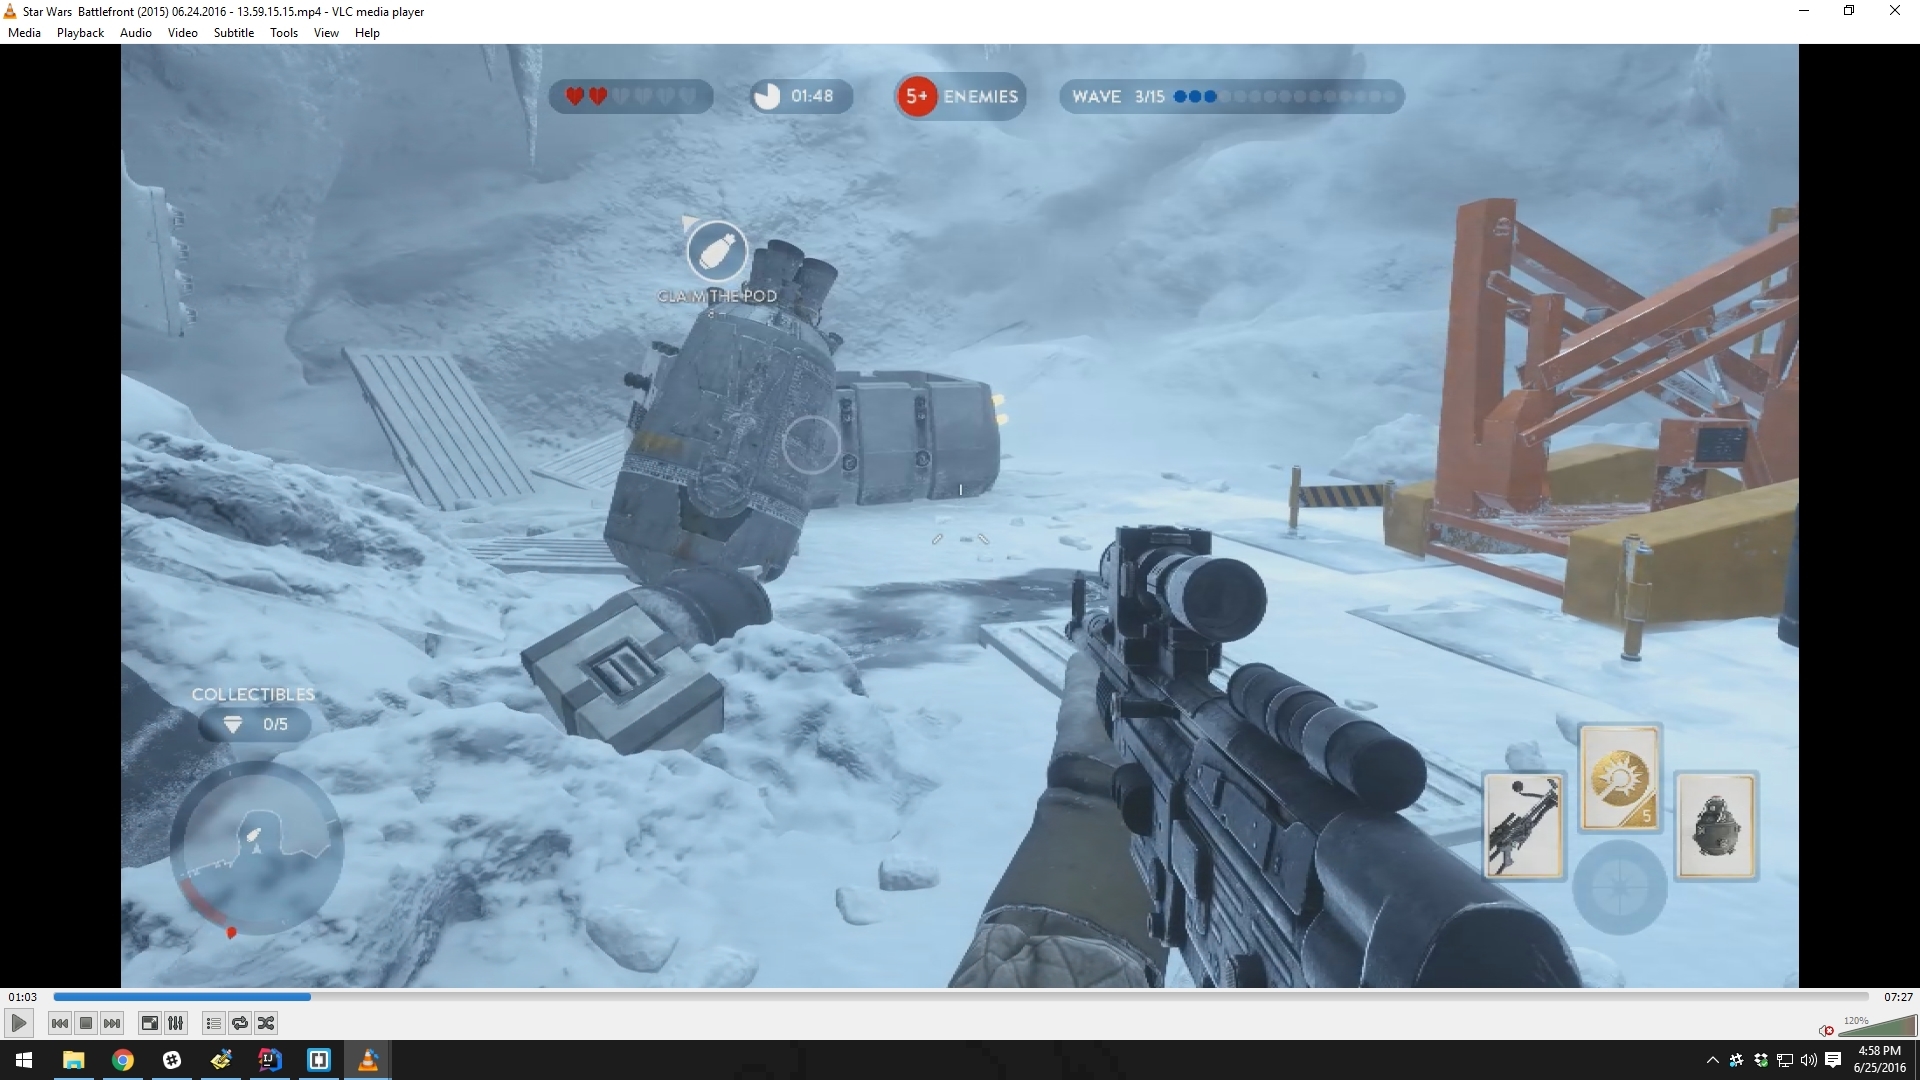 Star Wars Battlefront (2015) 06.24.2016 - 13.59.15.15.mp4 - VLC media player
Media Playback Audio Video Subtitle Tools View Help
01:48
5+ ENEMIES
WAVE 3/15
CLAIM THE POD
COLLECTIBLES
0/5
5
01:03
07:27
120%
4:58 PM
6/25/2016